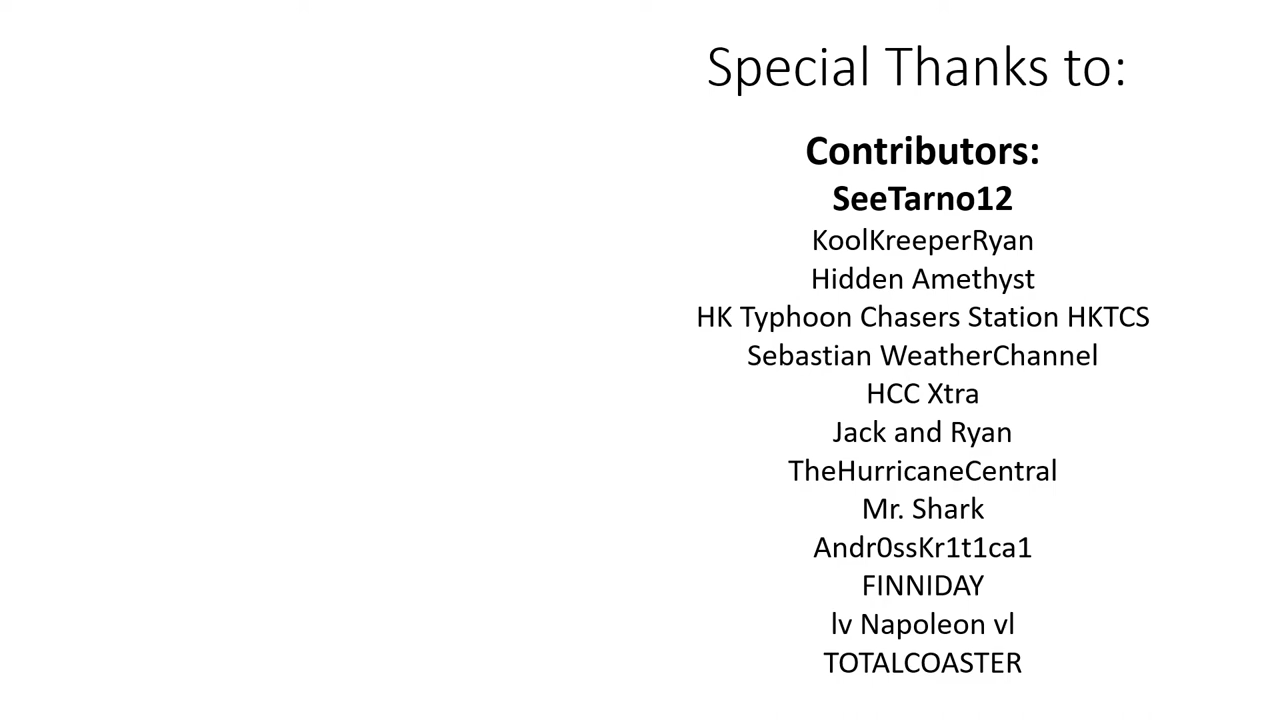 Special Thanks to:
Contributors:
SeeTarno12
KoolKreeperRyan
Hidden Amethyst
HK Typhoon Chasers Station HKTCS
Sebastian WeatherChannel
HCC Xtra
Jack and Ryan
TheHurricaneCentral
Mr. Shark
Andr0ssKr1t1ca1
FINNIDAY
lv Napoleon vl
TOTALCOASTER